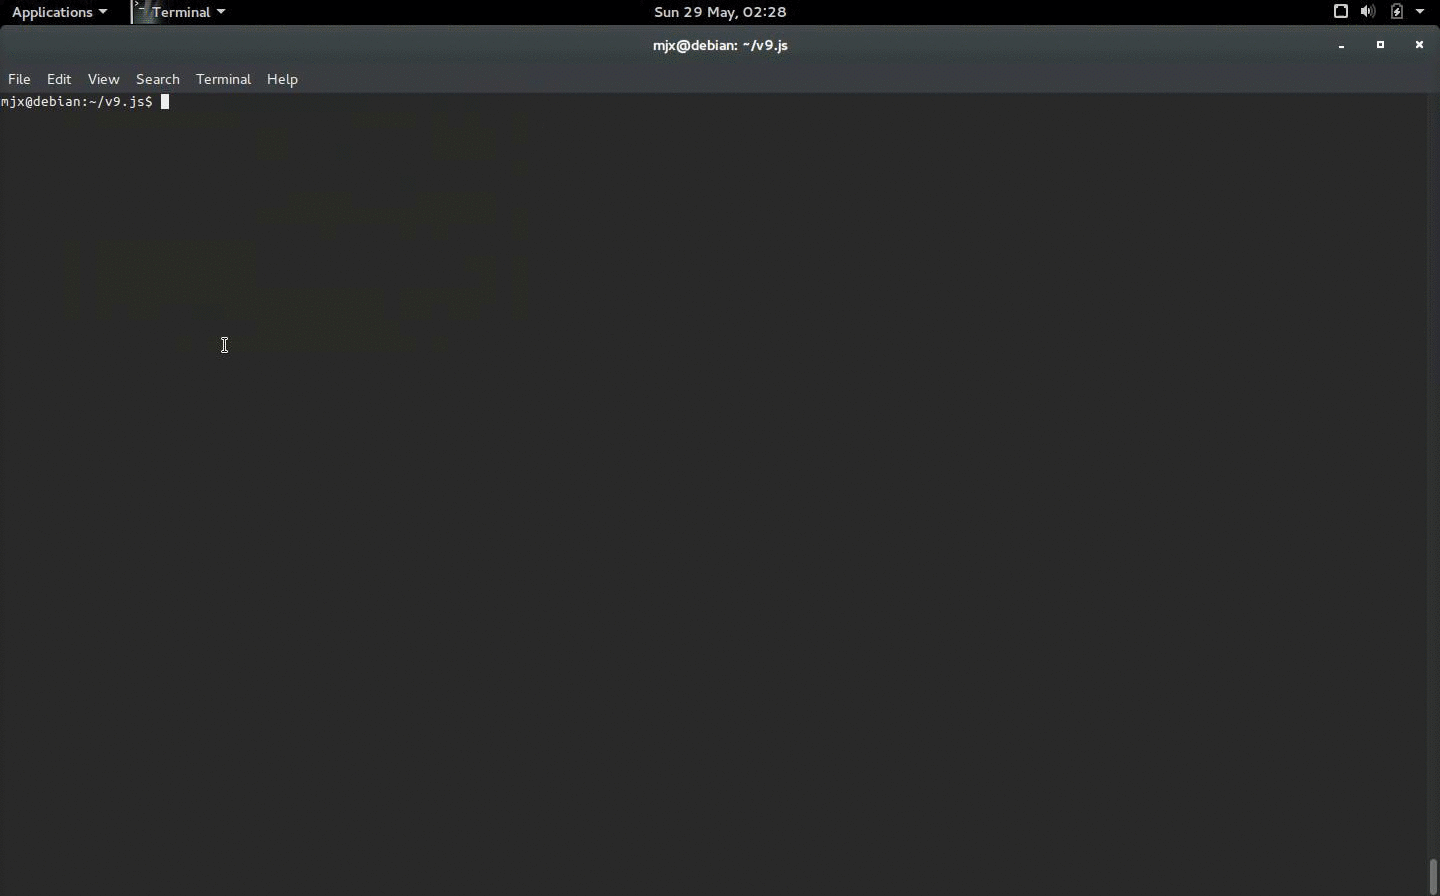 Applications Terminal Sun 29 May, 02:28
mjx@debian: ~/v9.js
File Edit View Search Terminal Help
mjx@debian:~/v9.js$